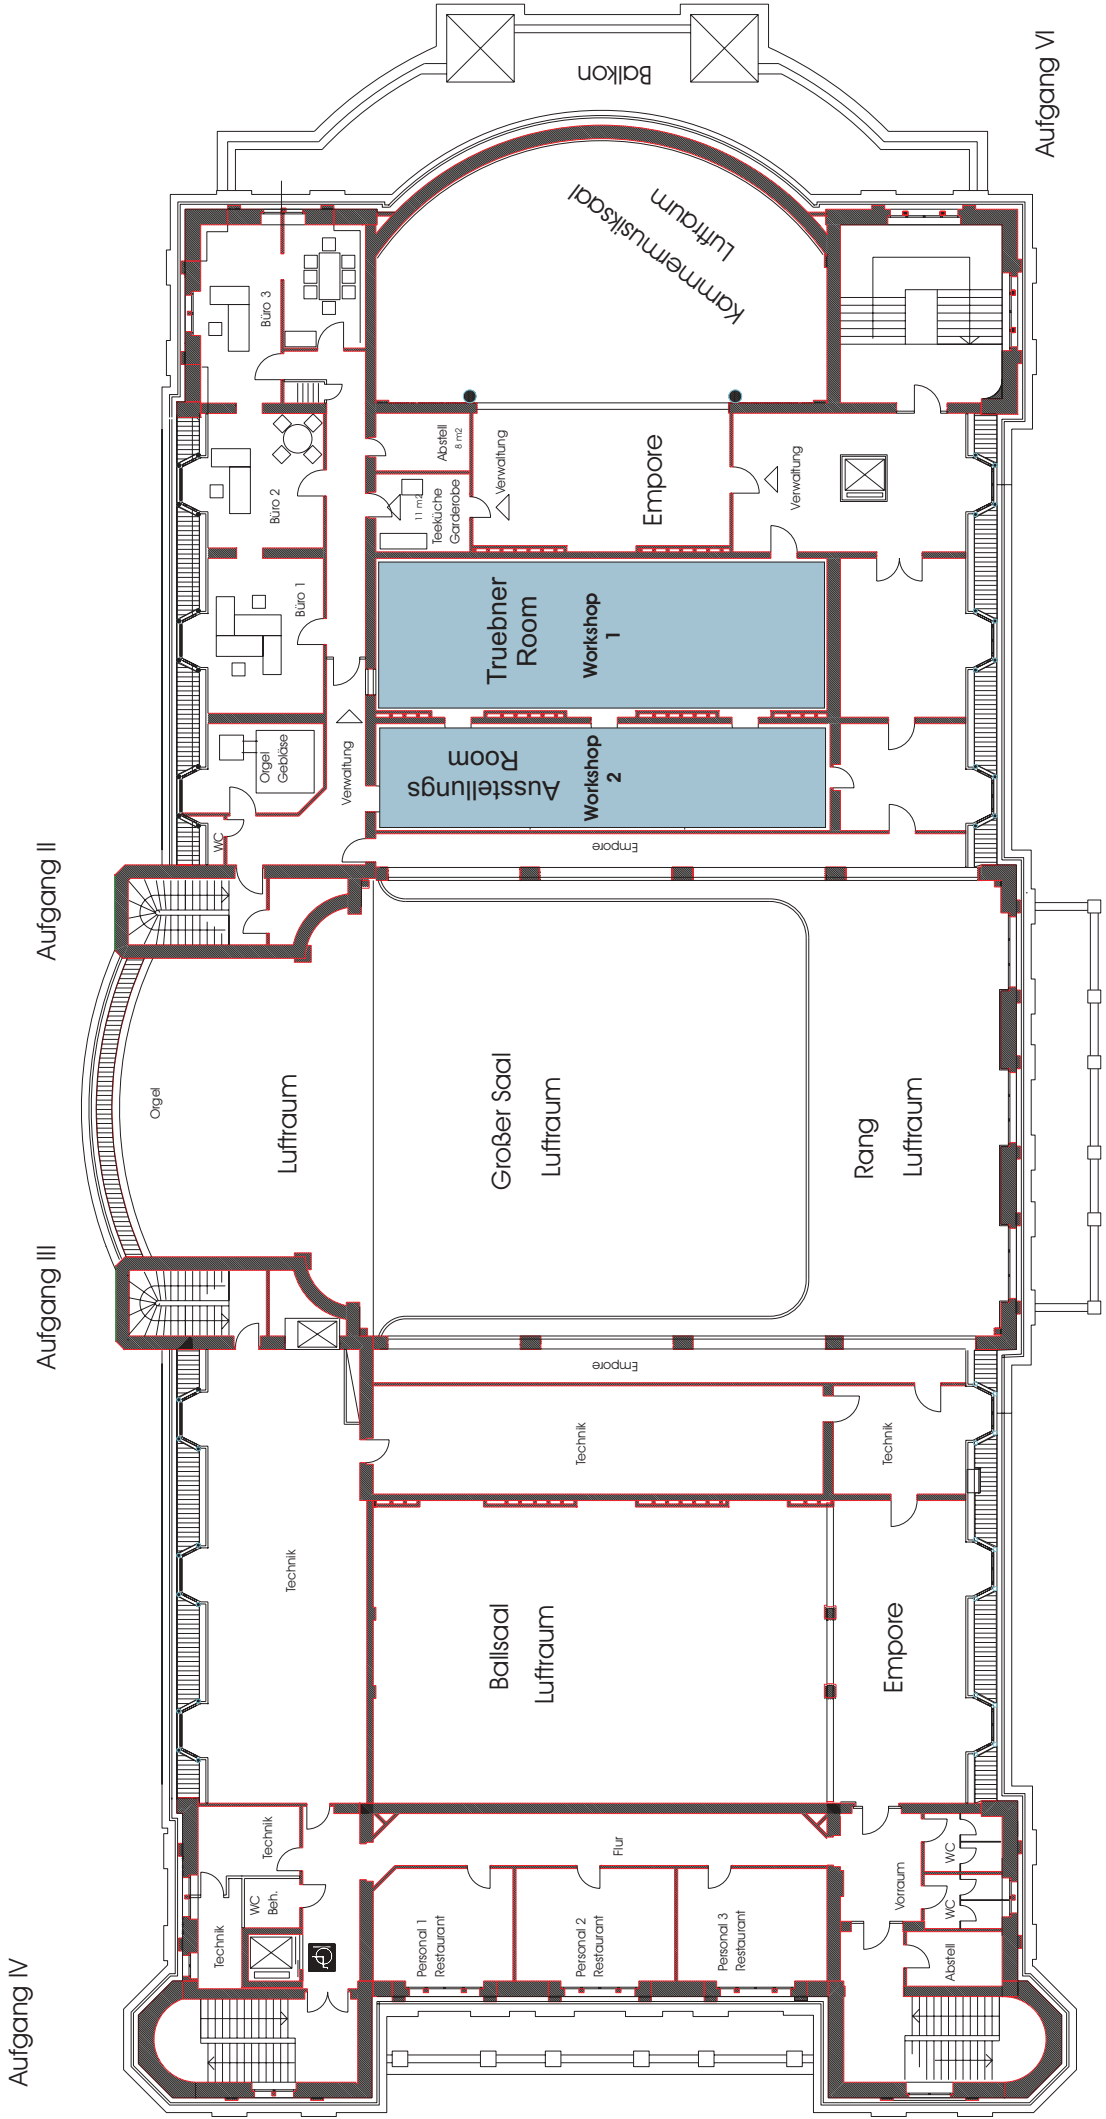 Aufgang VI
Balkon
Kammermusiksaal
Luftraum
Büro 3
Büro 2
Büro 1
Abstell
8 m2
Teeküche
Garderobe
11 m2
Verwaltung
Empore
Verwaltung
Truebner
Room
Workshop
1
Ausstellungs
Room
Workshop
2
Orgel
Gebläse
Verwaltung
WC
Empore
Aufgang II
Orgel
Luftraum
Großer Saal
Luftraum
Rang
Luftraum
Aufgang III
Empore
Technik
Technik
Technik
Ballsaal
Luftraum
Empore
Technik
WC
Beh.
Technik
Flur
Personal 1
Restaurant
Personal 2
Restaurant
Personal 3
Restaurant
Vorraum
WC
WC
Abstell
Aufgang IV